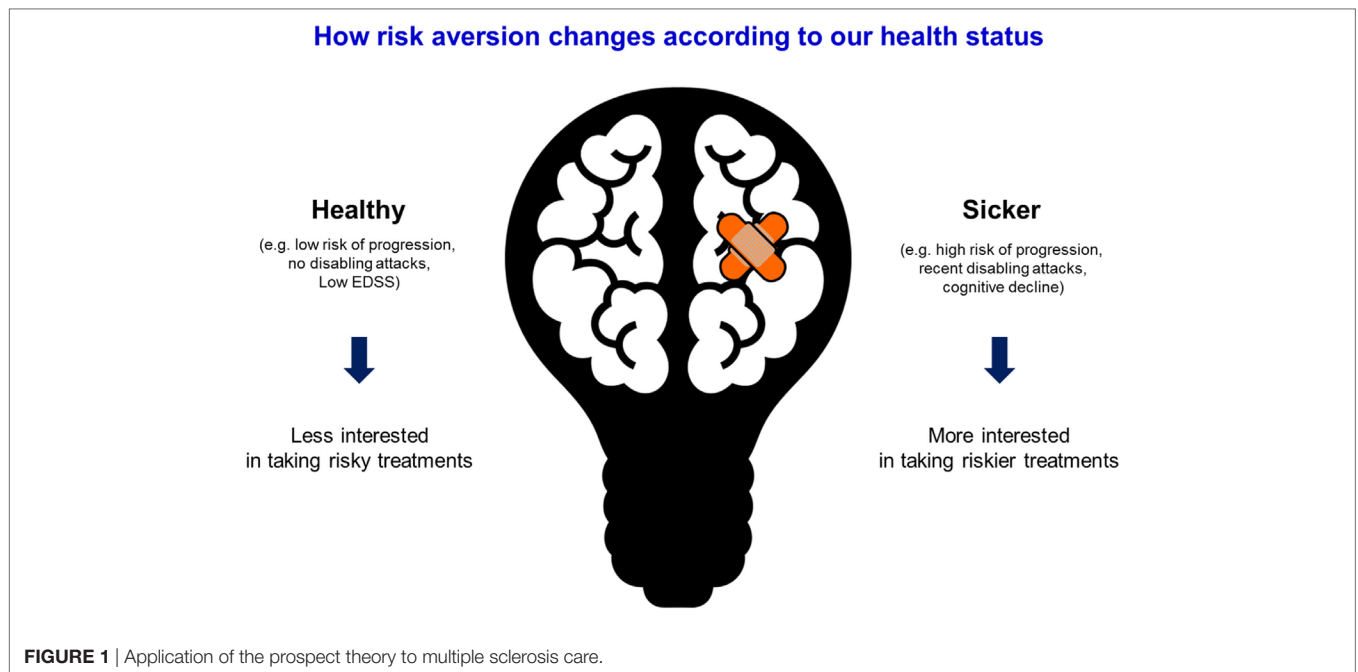 How risk aversion changes according to our health status
Healthy
(e.g. low risk of progression,
no disabling attacks,
Low EDSS)
Less interested
in taking risky treatments
Sicker
(e.g. high risk of progression,
recent disabling attacks,
cognitive decline)
More interested
in taking riskier treatments
FIGURE 1 | Application of the prospect theory to multiple sclerosis care.